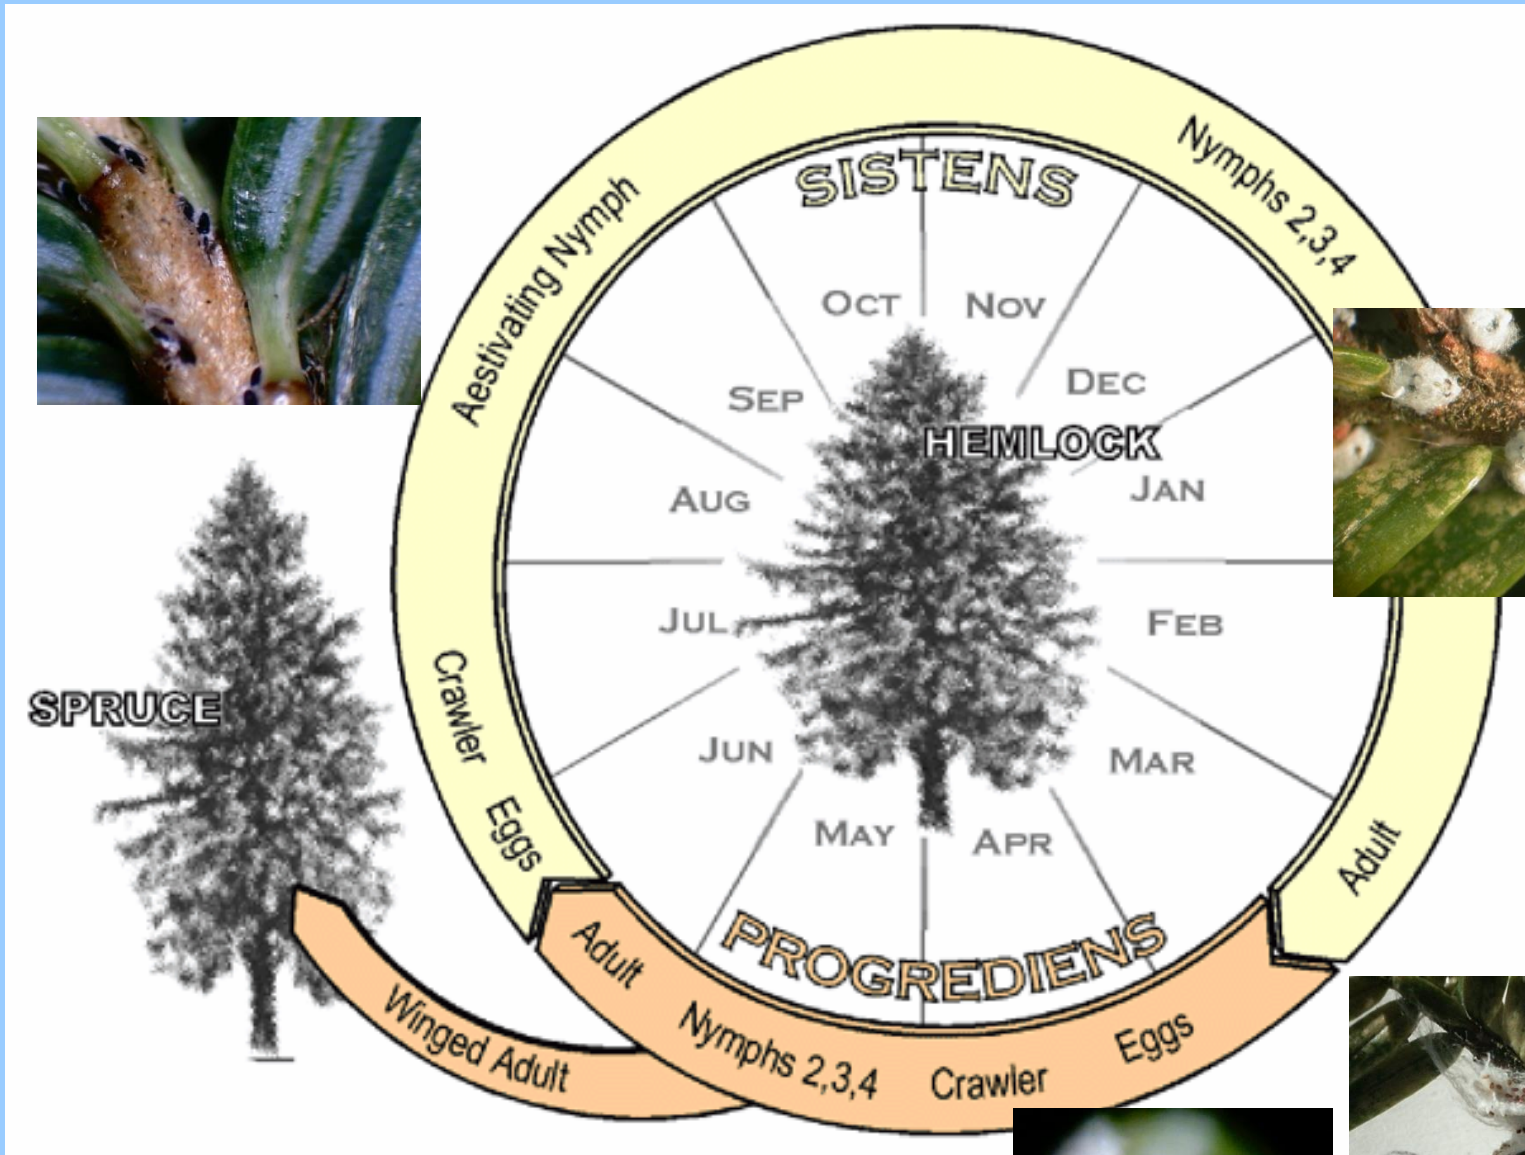 SISTENS
Nymphs 2,3,4
Aestivating Nymph
OCT
NOV
SEP
DEC
HEMLOCK
AUG
JAN
JUL
FEB
Crawler
SPRUCE
JUN
MAR
Eggs
MAY
APR
Adult
PROGREDIENS
Adult
Winged Adult
Nymphs 2,3,4
Crawler
Eggs